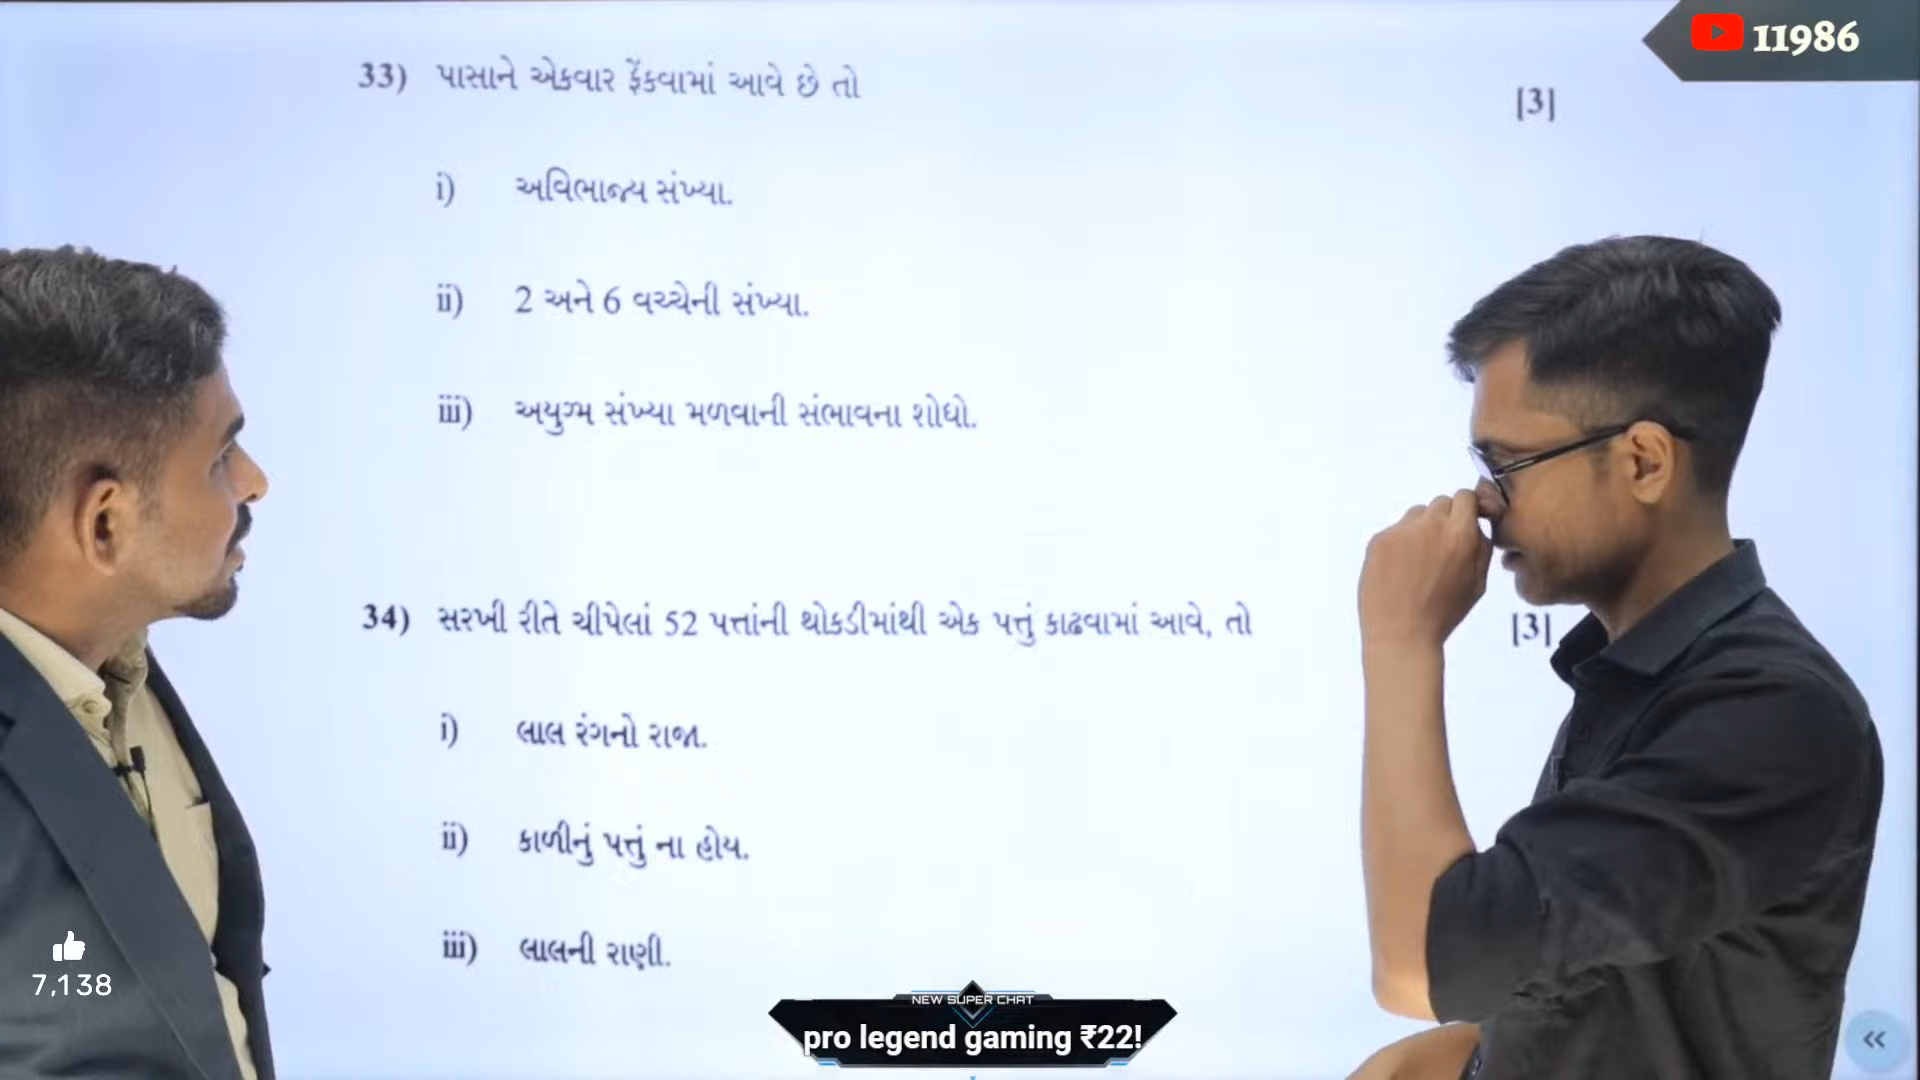 11986
33) પાસાને એકવાર ફેંકવામાં આવે છે તો [3]
i) અવિભાજ્ય સંખ્યા.
ii) 2 અને 6 વચ્ચેની સંખ્યા.
iii) અયુગ્મ સંખ્યા મળવાની સંભાવના શોધો.
34) સરખી રીતે ચીપેલાં 52 પત્તાંની થોકડીમાંથી એક પત્તું કાઢવામાં આવે, તો [3]
i) લાલ રંગનો રાજા.
ii) કાળીનું પત્તું ના હોય.
iii) લાલની રાણી.
7,138
NEW SUPER CHAT
pro legend gaming ₹22!